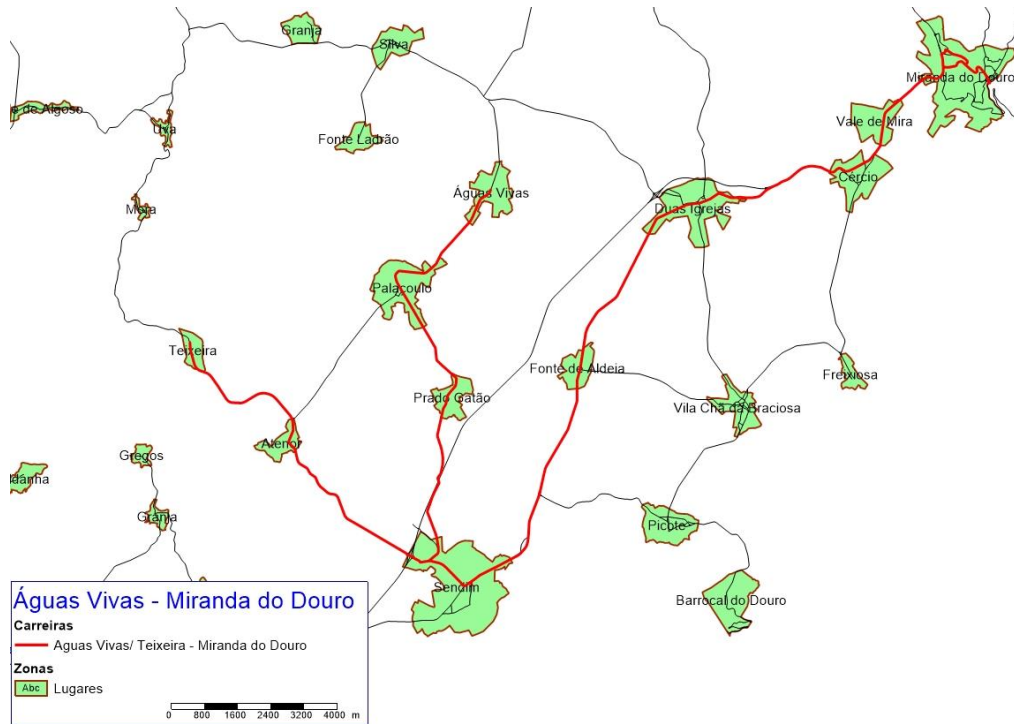 Granja
Silva
Miranda do Douro
e de Algoso
Uva
Fonte Ladrão
Vale de Mira
Cércio
Águas Vivas
Mora
Duas Igrejas
Palaçoulo
Teixeira
Fonte de Aldeia
Freixiosa
Prado Gatão
Vila Chã da Braciosa
Atenor
Gregos
ldánha
Granja
Picote
Sendim
Barrocal do Douro
Águas Vivas - Miranda do Douro
Carreiras
Aguas Vivas/ Teixeira - Miranda do Douro
Zonas
Abc Lugares
0 800 1600 2400 3200 4000 m